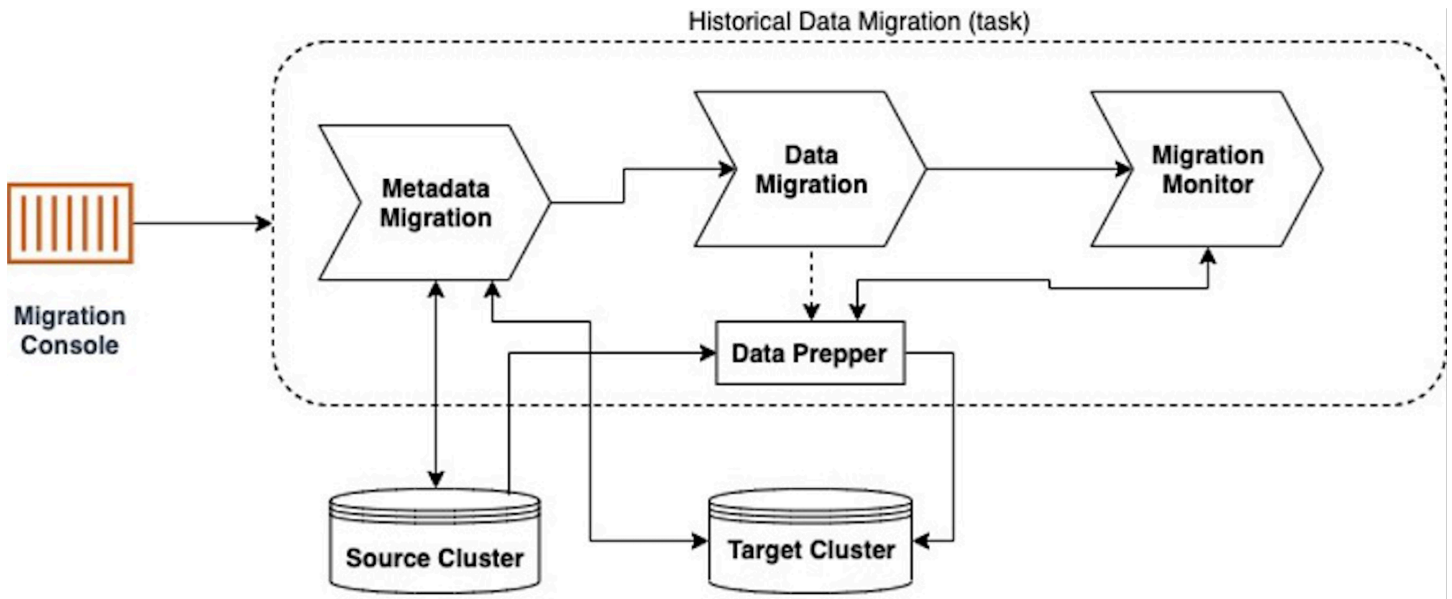 Historical Data Migration (task)
Metadata
Migration
Data
Migration
Migration
Monitor
Migration
Console
Data Prepper
Source Cluster
Target Cluster